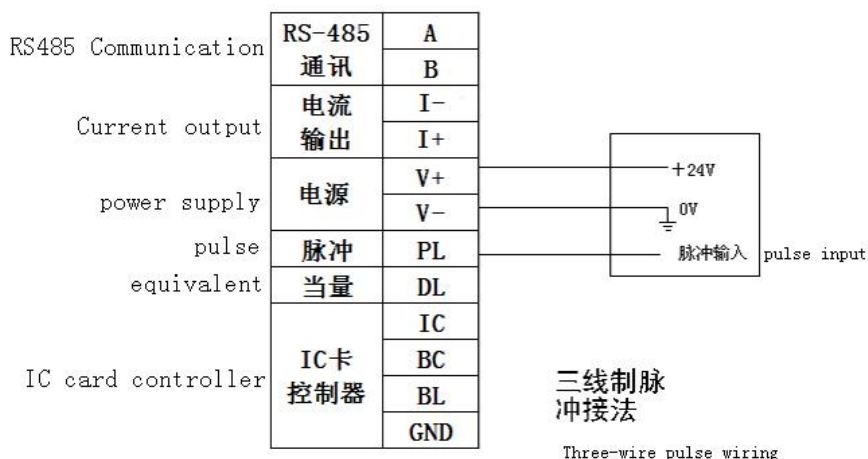 RS485 Communication
RS-485
通讯
A
B
Current output
电流
输出
I-
I+
power supply
电源
V+
V-
pulse
脉冲
PL
equivalent
当量
DL
IC card controller
IC卡
控制器
IC
BC
BL
GND
+24V
0V
脉冲输入
pulse input
三线制脉
冲接法
Three-wire pulse wiring